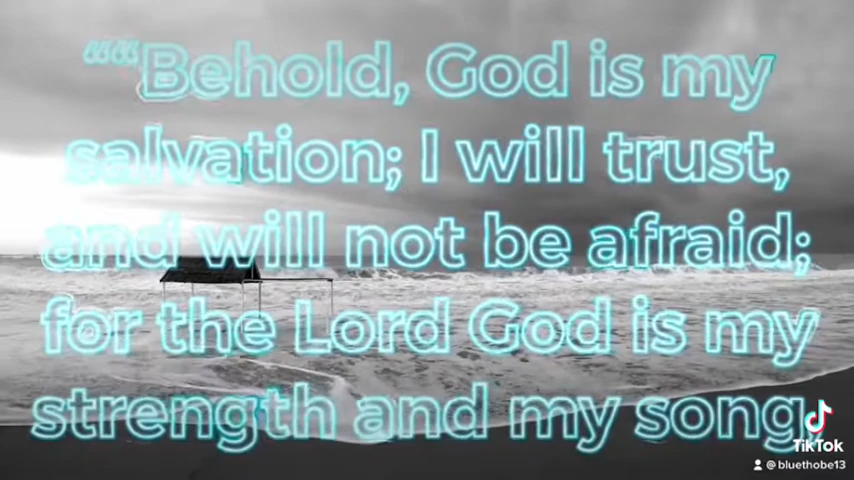 ““Behold, God is my
salvation; I will trust,
and will not be afraid;
for the Lord God is my
strength and my song,
TikTok
@bluethobe13